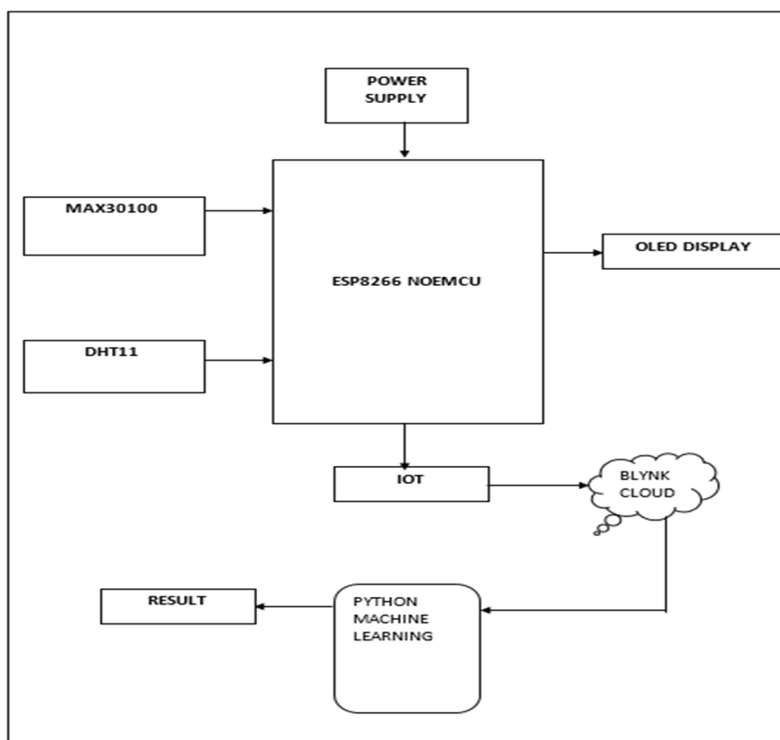 POWER
SUPPLY
MAX30100
ESP8266 NOEMCU
OLED DISPLAY
DHT11
IOT
BLYNK
CLOUD
RESULT
PYTHON
MACHINE
LEARNING